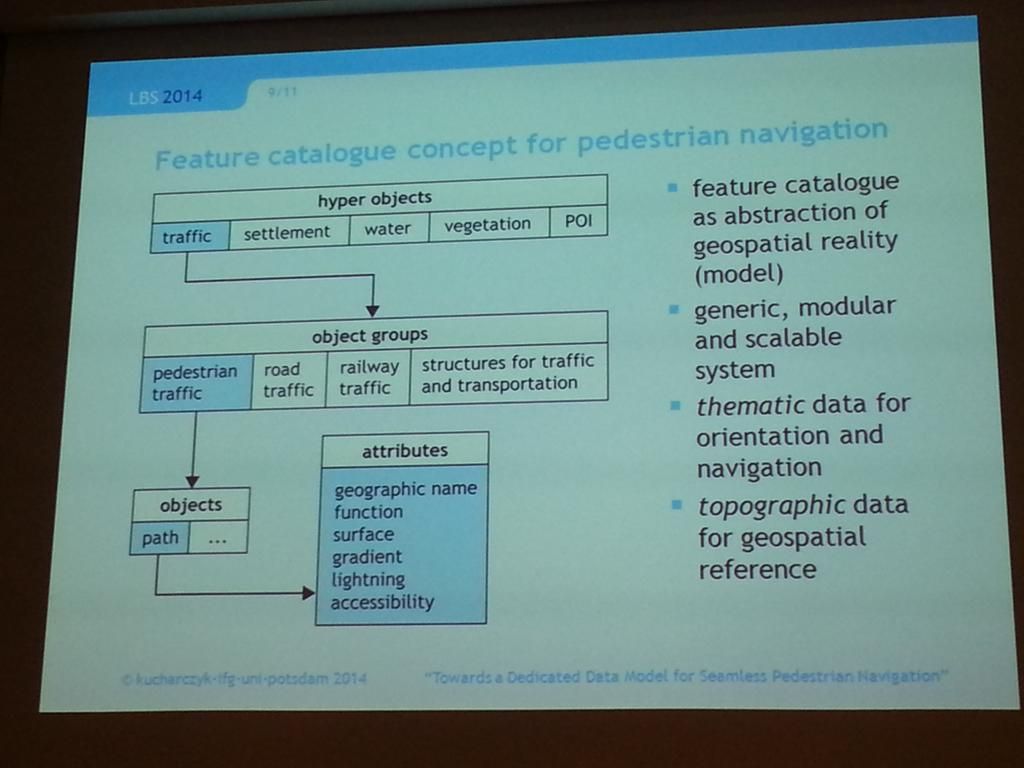 LBS 2014
9/11
Feature catalogue concept for pedestrian navigation
hyper objects
traffic settlement water vegetation POI
object groups
pedestrian traffic
road traffic
railway traffic
structures for traffic and transportation
objects
path ...
attributes
geographic name
function
surface
gradient
lightning
accessibility
feature catalogue
as abstraction of
geospatial reality
(model)
generic, modular
and scalable
system
thematic data for
orientation and
navigation
topographic data
for geospatial
reference
© kucharczyk-ifg-uni-potsdam 2014
"Towards a Dedicated Data Model for Seamless Pedestrian Navigation"